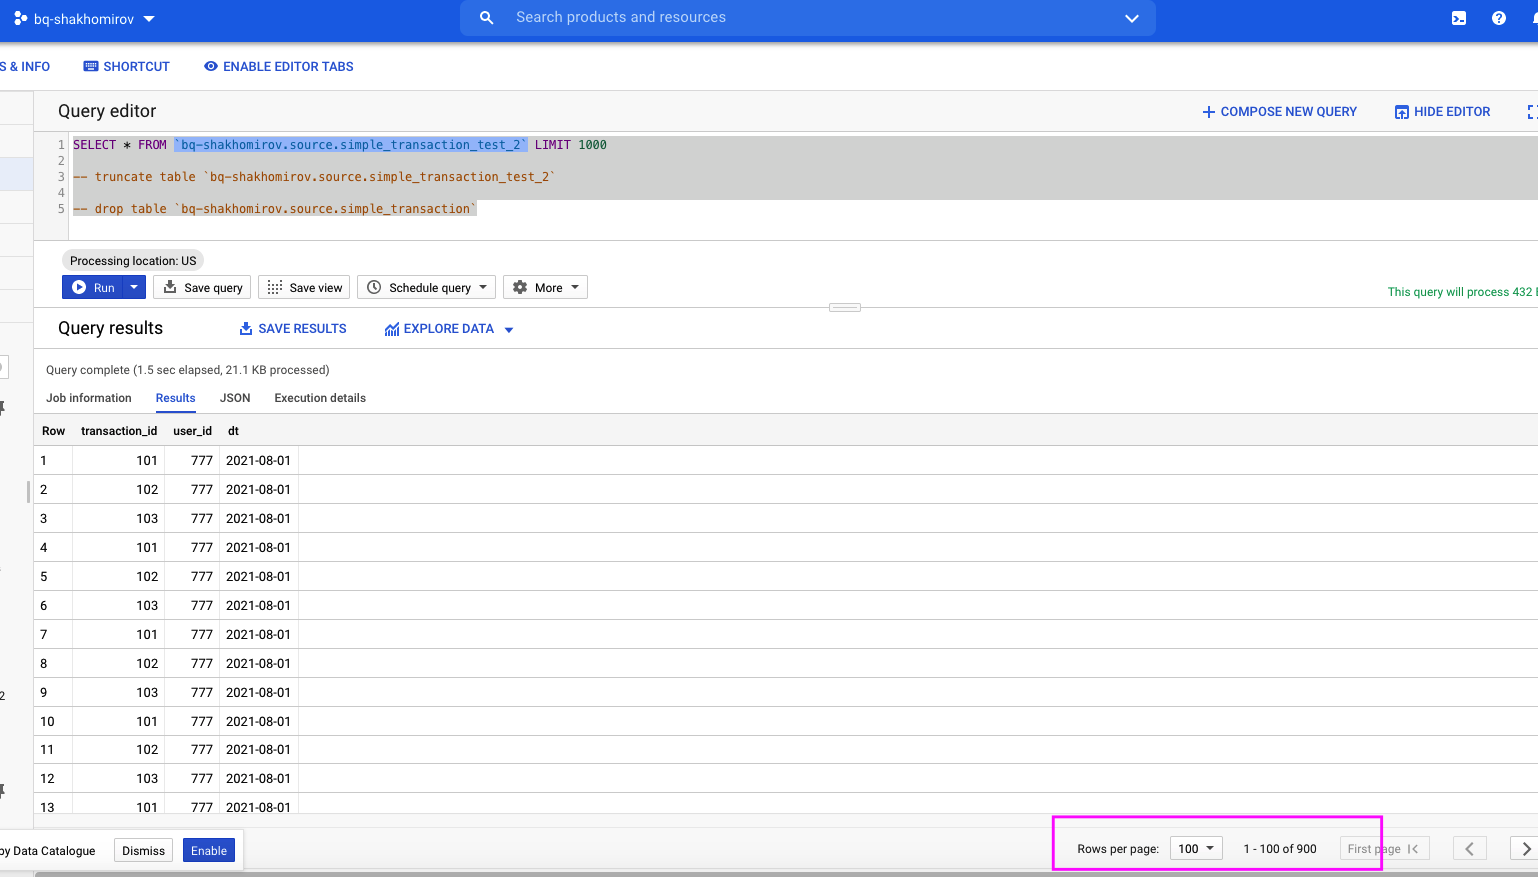 bq-shakhomirov
Search products and resources
S & INFO
SHORTCUT
ENABLE EDITOR TABS
Query editor
COMPOSE NEW QUERY
HIDE EDITOR
1 SELECT * FROM `bq-shakhomirov.source.simple_transaction_test_2` LIMIT 1000
2
3 -- truncate table `bq-shakhomirov.source.simple_transaction_test_2`
4
5 -- drop table `bq-shakhomirov.source.simple_transaction`
Processing location: US
Run
Save query
Save view
Schedule query
More
This query will process 432
Query results
SAVE RESULTS
EXPLORE DATA
Query complete (1.5 sec elapsed, 21.1 KB processed)
Job information
Results
JSON
Execution details
Row transaction_id user_id dt
1 101 777 2021-08-01
2 102 777 2021-08-01
3 103 777 2021-08-01
4 101 777 2021-08-01
5 102 777 2021-08-01
6 103 777 2021-08-01
7 101 777 2021-08-01
8 102 777 2021-08-01
9 103 777 2021-08-01
2
10 101 777 2021-08-01
11 102 777 2021-08-01
12 103 777 2021-08-01
13 101 777 2021-08-01
by Data Catalogue
Dismiss
Enable
Rows per page:
100
1 - 100 of 900
First page